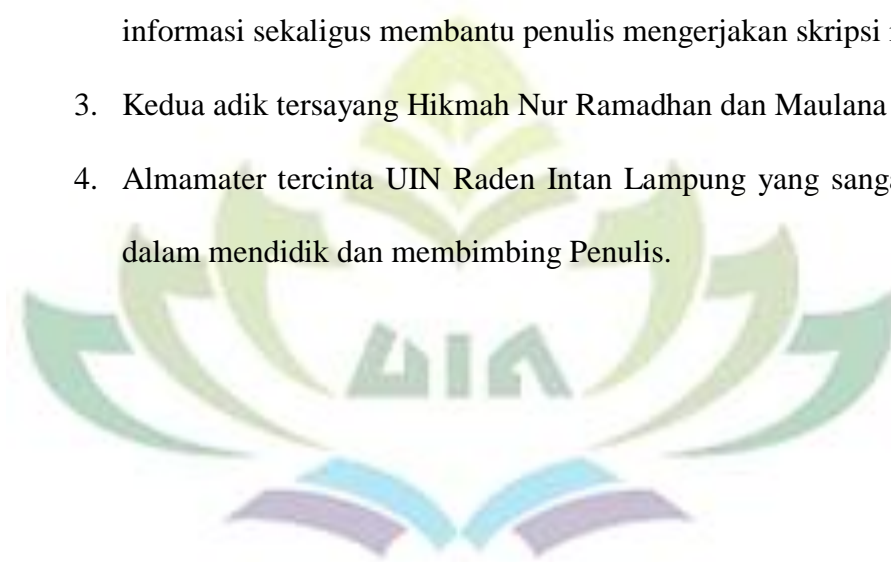 informasi sekaligus membantu penulis mengerjakan skripsi
3. Kedua adik tersayang Hikmah Nur Ramadhan dan Maulana
4. Almamater tercinta UIN Raden Intan Lampung yang
dalam mendidik dan membimbing Penulis.
UIN